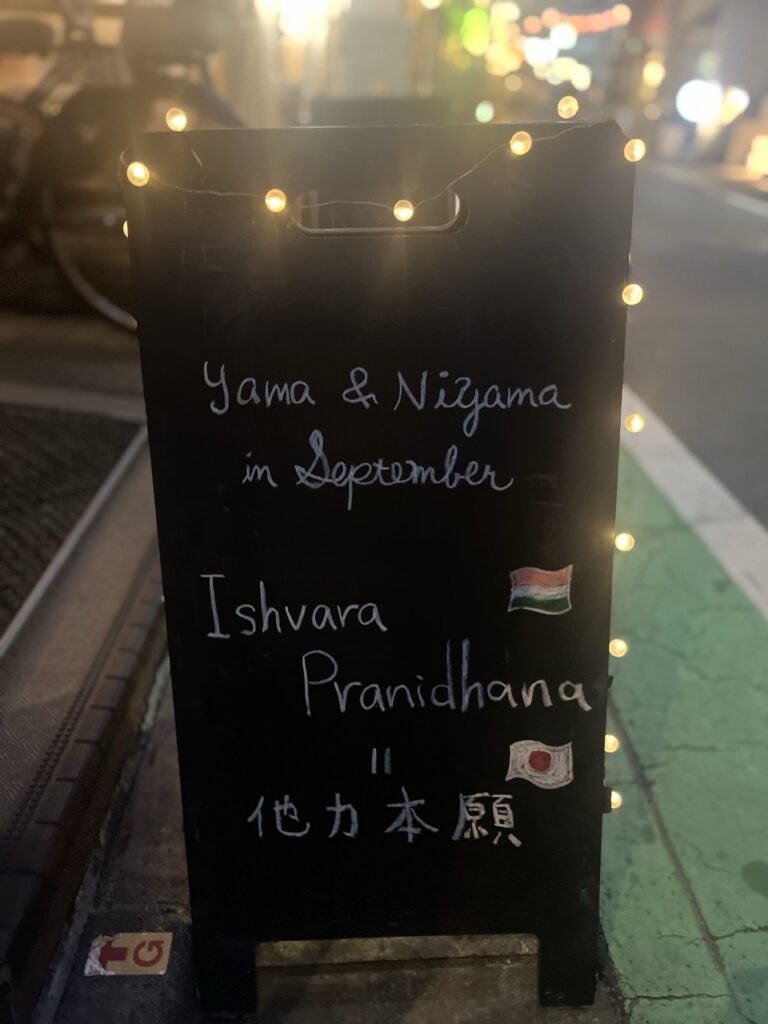 Yama & Niyama
in September
Ishvara
Pranidhana
=
他力本願
G